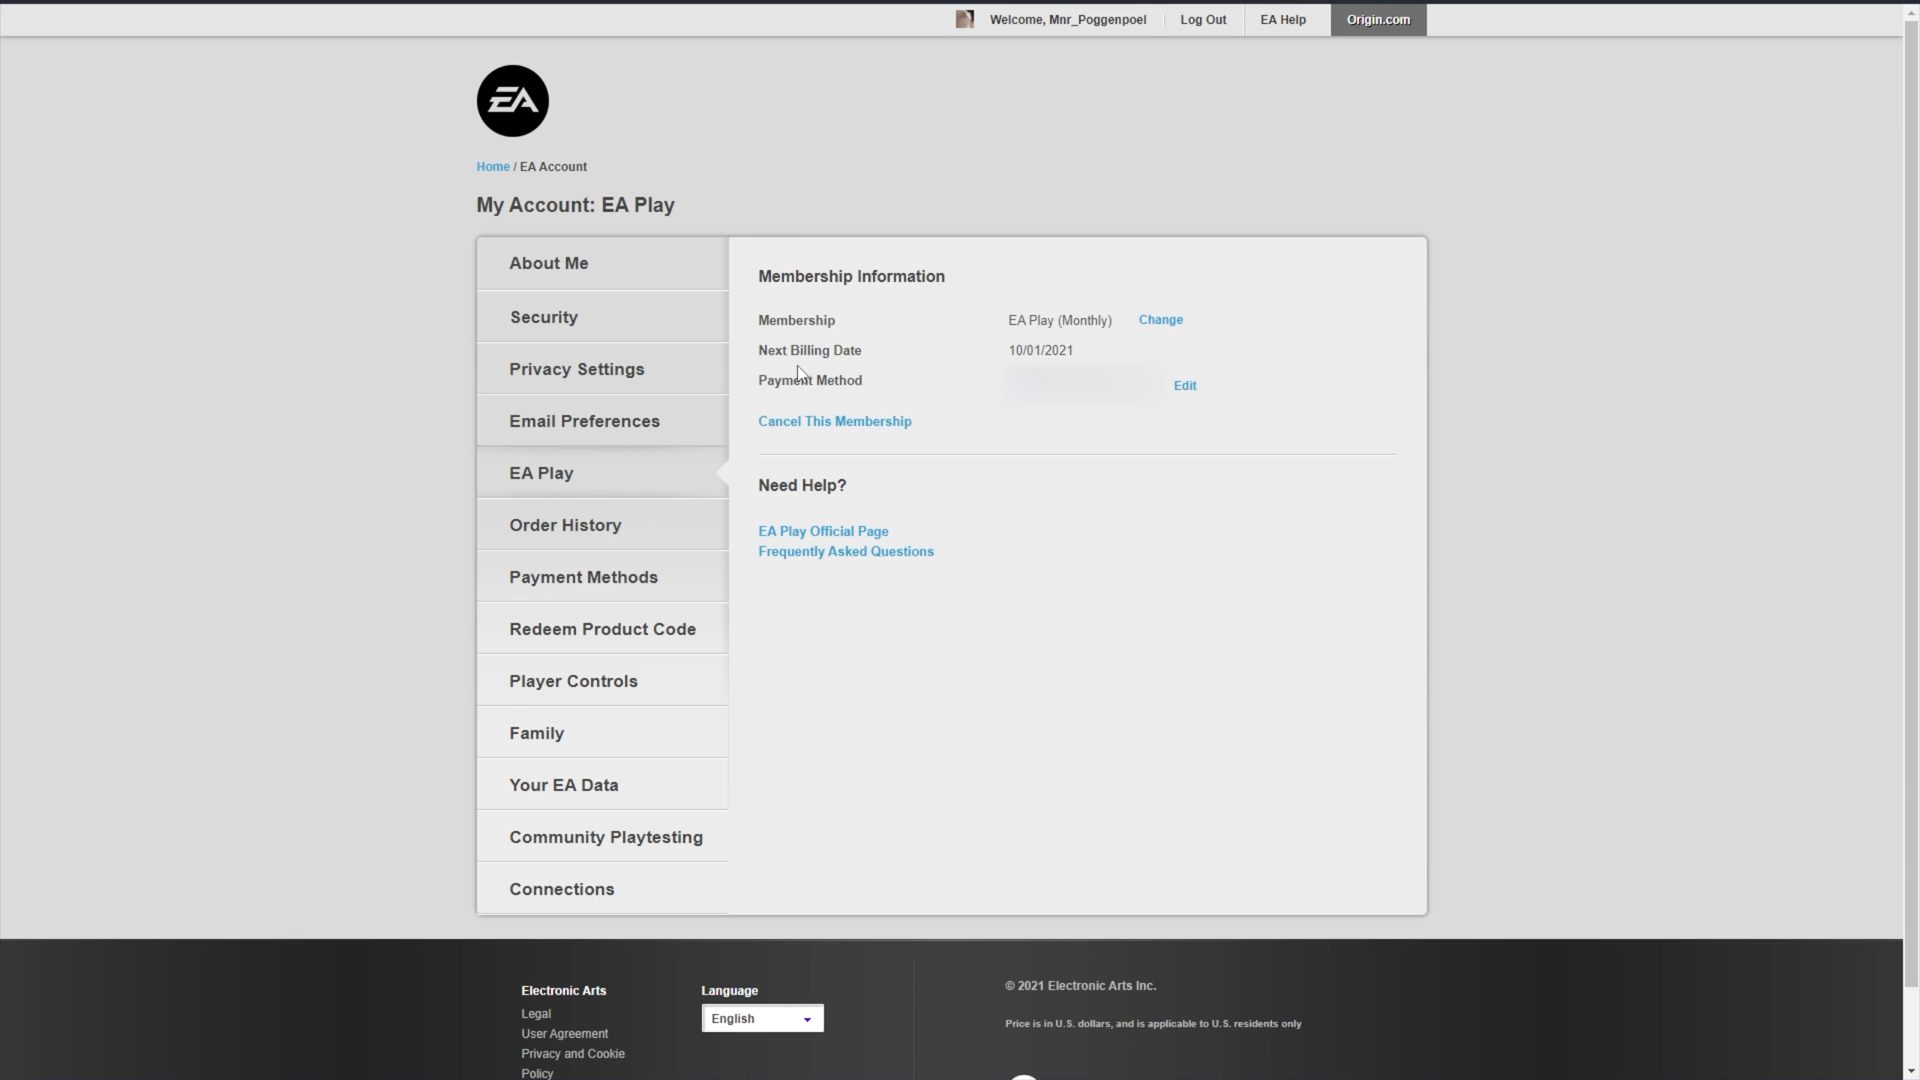 Welcome, Mnr_Poggenpoel
Log Out
EA Help
Origin.com
EA
Home / EA Account
My Account: EA Play
About Me
Security
Privacy Settings
Email Preferences
EA Play
Order History
Payment Methods
Redeem Product Code
Player Controls
Family
Your EA Data
Community Playtesting
Connections
Membership Information
Membership EA Play (Monthly) Change
Next Billing Date 10/01/2021
Payment Method Edit
Cancel This Membership
Need Help?
EA Play Official Page
Frequently Asked Questions
Electronic Arts
Legal
User Agreement
Privacy and Cookie
Policy
Language
English
© 2021 Electronic Arts Inc.
Price is in U.S. dollars, and is applicable to U.S. residents only